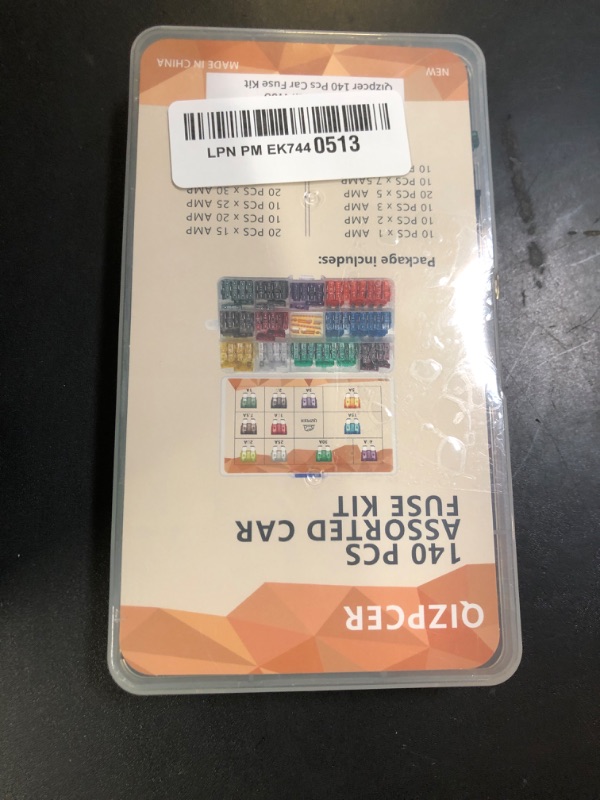 QIZPCER
140 PCS
ASSORTED CAR
FUSE KIT
Package includes:
10 PCS x 1 AMP
10 PCS x 2 AMP
10 PCS x 3 AMP
20 PCS x 5 AMP
10 PCS x 7.5AMP
10 PCS
20 PCS x 15 AMP
10 PCS x 20 AMP
10 PCS x 25 AMP
20 PCS x 30 AMP
LPN PM EK744 0513
Qizpcer 140 Pcs Car Fuse Kit
NEW
MADE IN CHINA